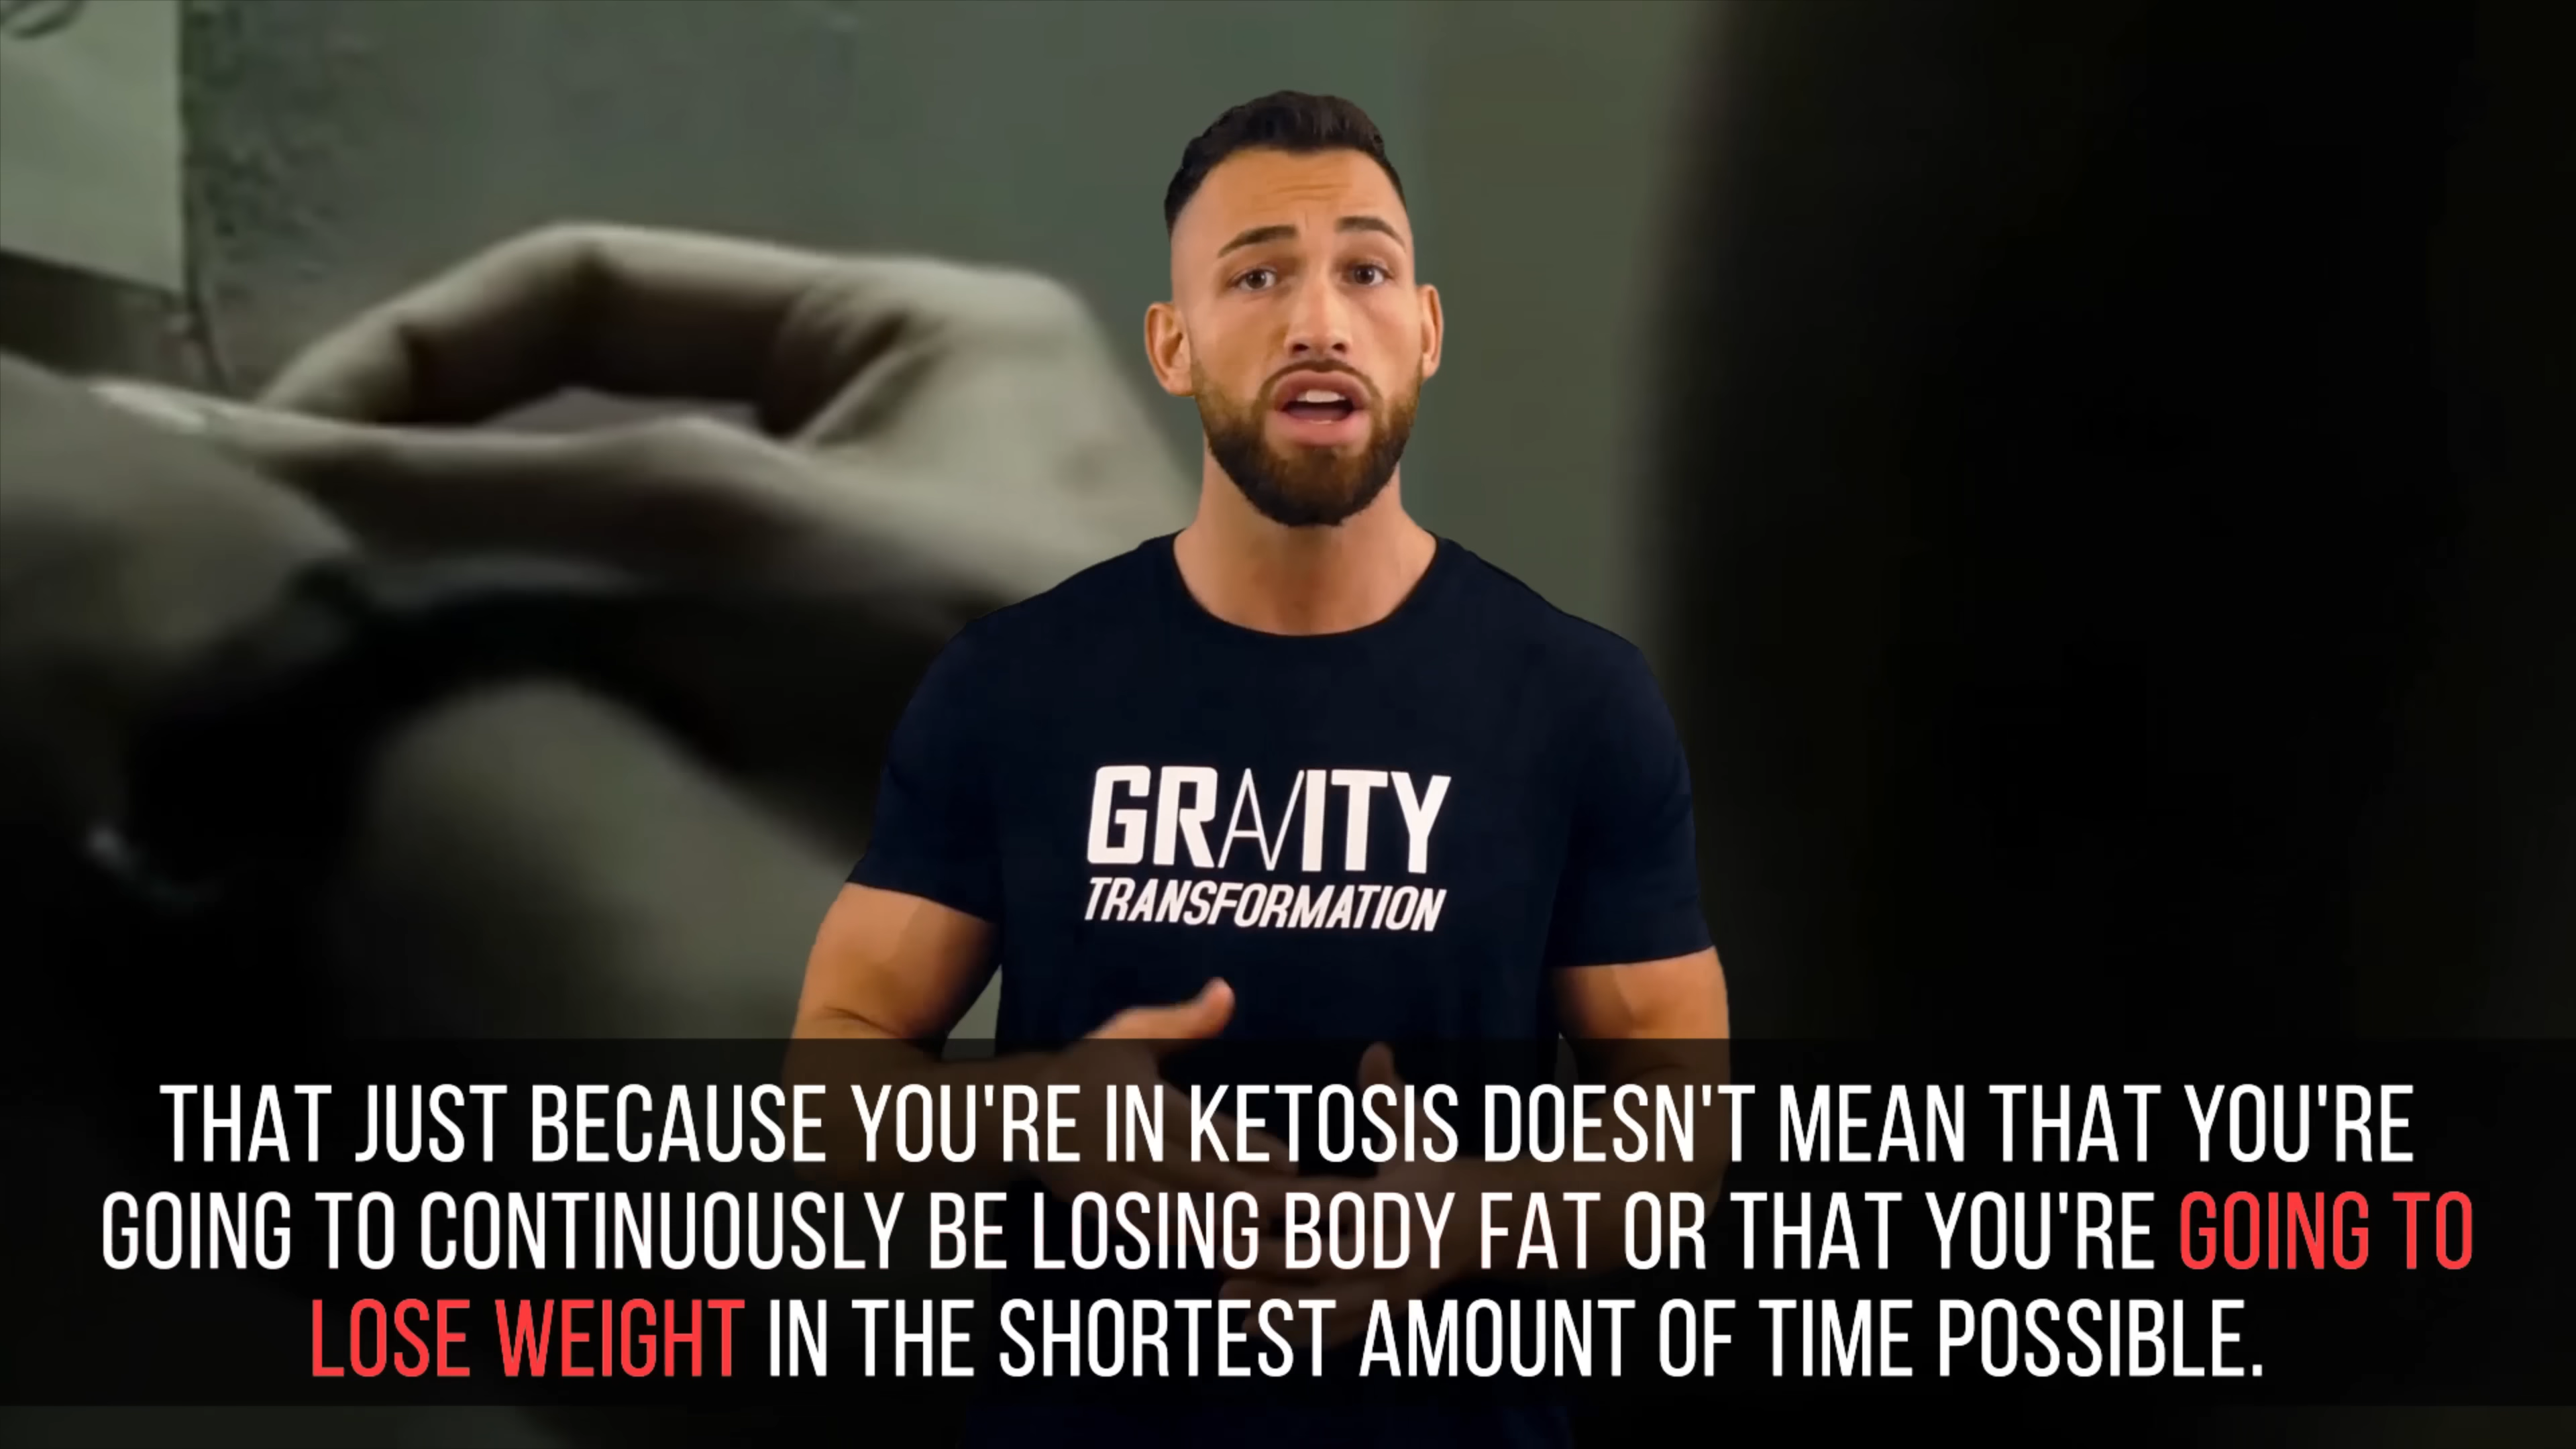 GRAVITY
TRANSFORMATION
THAT JUST BECAUSE YOU'RE IN KETOSIS DOESN'T MEAN THAT YOU'RE
GOING TO CONTINUOUSLY BE LOSING BODY FAT OR THAT YOU'RE GOING TO
LOSE WEIGHT IN THE SHORTEST AMOUNT OF TIME POSSIBLE.